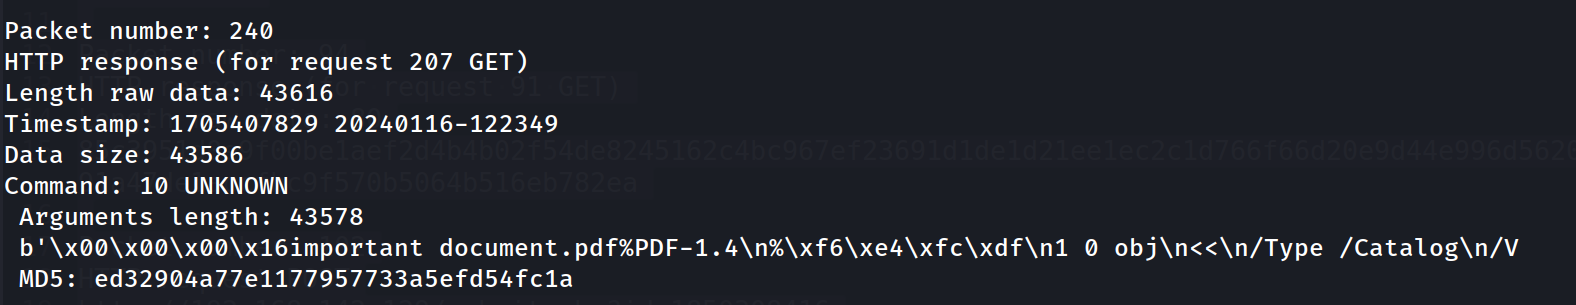 Packet number: 240
HTTP response (for request 207 GET)
Length raw data: 43616
Timestamp: 1705407829 20240116-122349
Data size: 43586
Command: 10 UNKNOWN
 Arguments length: 43578
 b'\x00\x00\x00\x16important document.pdf%PDF-1.4\n%\xf6\xe4\xfc\xdf\n1 0 obj\n<<\n/Type /Catalog\n/V
 MD5: ed32904a77e1177957733a5efd54fc1a